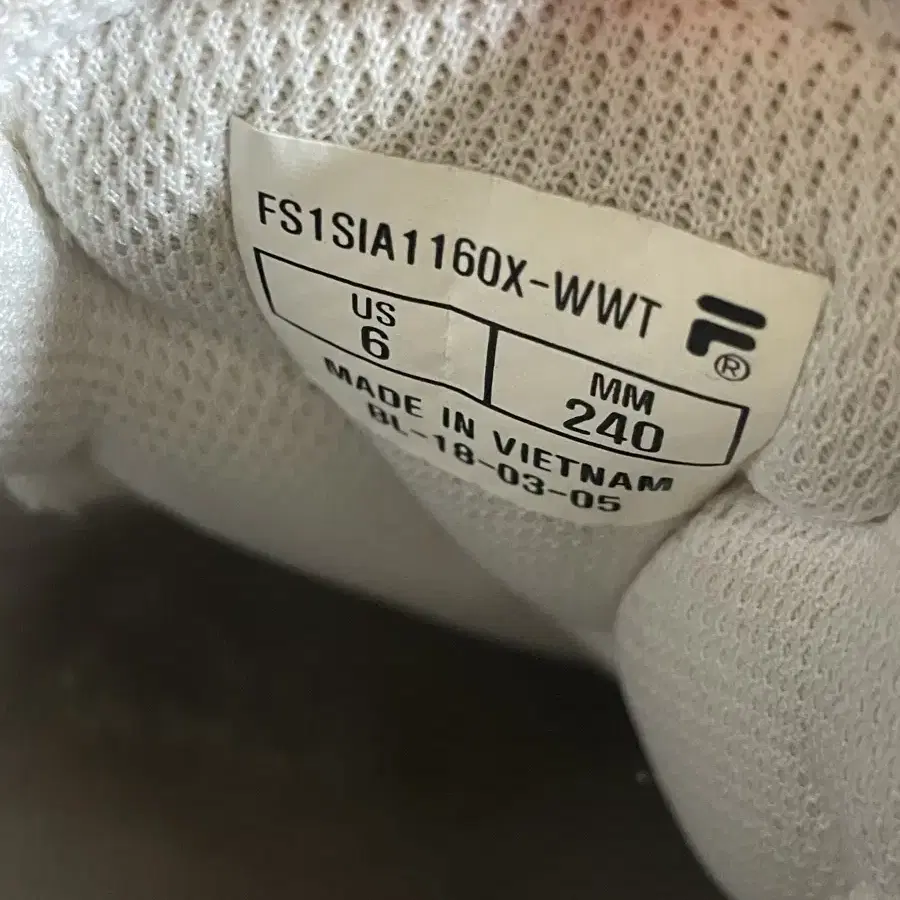 FS1SIA1160X-WWT
US
6
MM
240
MADE IN VIETNAM
BL-18-03-05
®